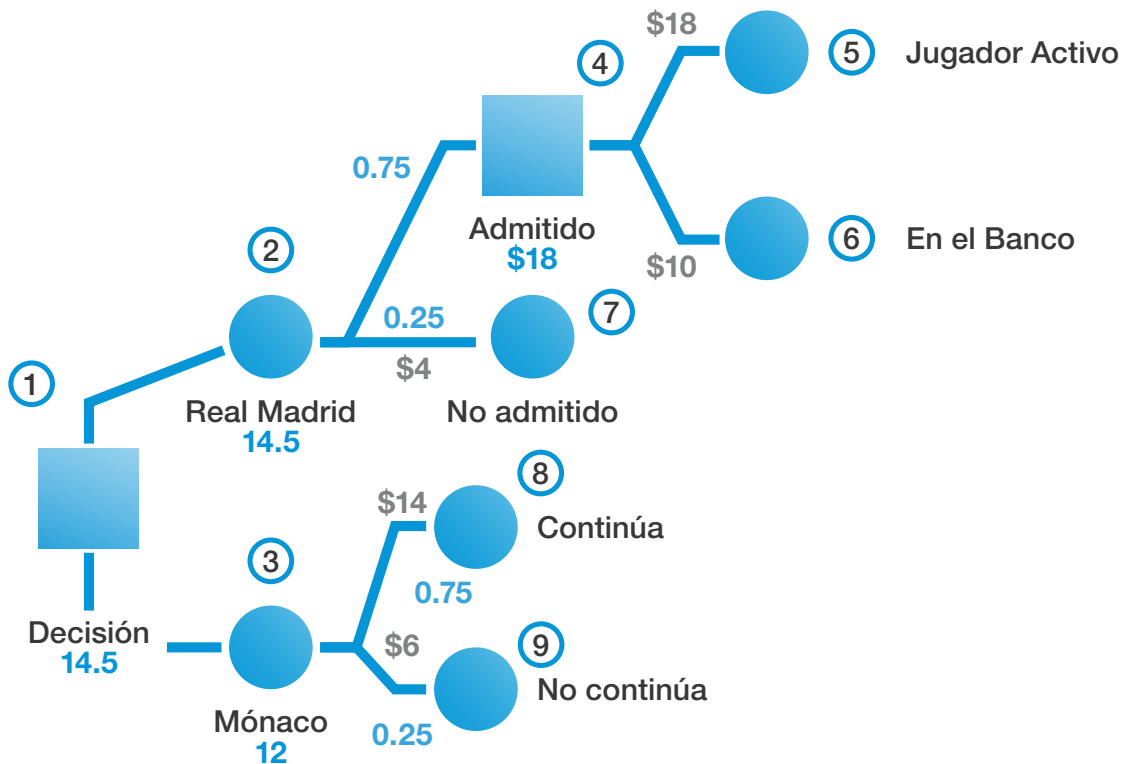 $18
5
Jugador Activo
4
0.75
Admitido
$18
6
En el Banco
$10
2
0.25
7
$4
1
Real Madrid
14.5
No admitido
8
$14
Continúa
3
0.75
Decisión
14.5
$6
9
No continúa
Mónaco
12
0.25